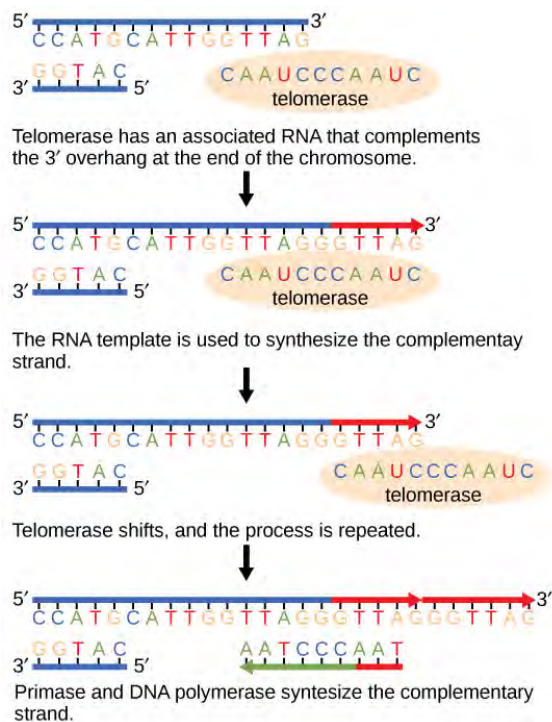 5′ 3′
CCATGCATTGGTTAG
GGTAC CAAUCCCAAUC
3′ 5′ telomerase
Telomerase has an associated RNA that complements
the 3′ overhang at the end of the chromosome.
5′ 3′
CCATGCATTGGTTAGGGTTAG
GGTAC CAAUCCCAAUC
3′ 5′ telomerase
The RNA template is used to synthesize the complementay
strand.
5′ 3′
CCATGCATTGGTTAGGGTTAG
GGTAC CAAUCCCAAUC
3′ 5′ telomerase
Telomerase shifts, and the process is repeated.
5′ 3′
CCATGCATTGGTTAGGGTTAGGGTTAG
GGTAC AATCCCAAT
3′ 5′
Primase and DNA polymerase syntesize the complementary
strand.